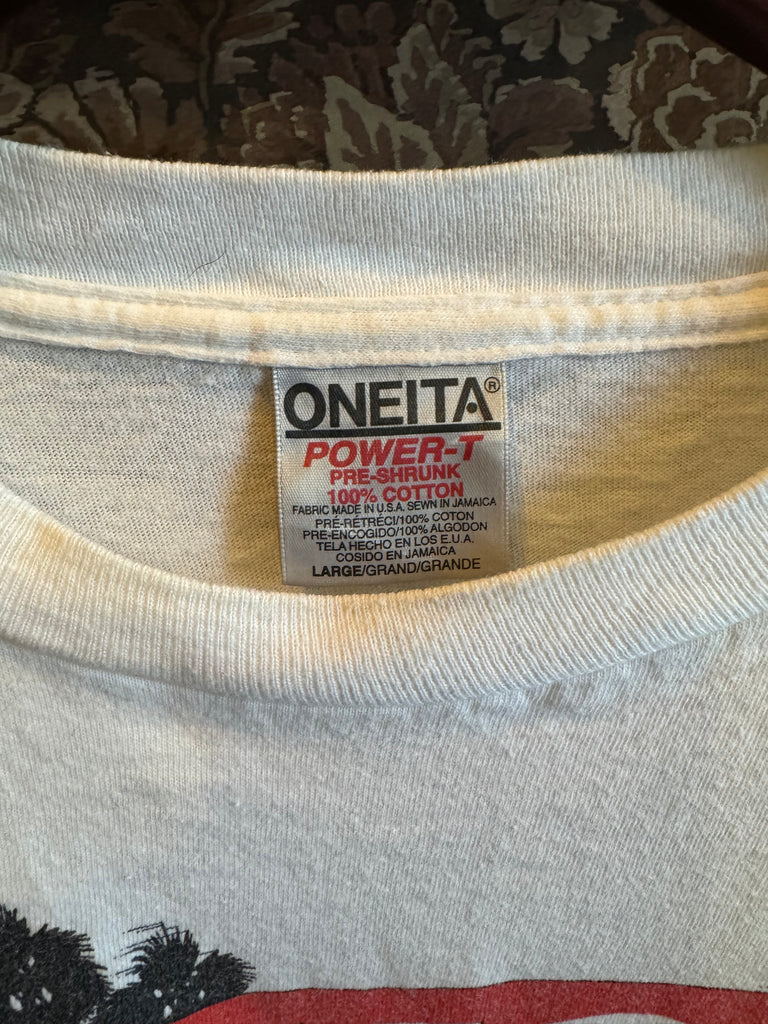 ONEITA®
POWER-T
PRE-SHRUNK
100% COTTON
FABRIC MADE IN U.S.A. SEWN IN JAMAICA
PRÉ-RÉTRÉCI/100% COTON
PRE-ENCOGIDO/100% ALGODON
TELA HECHO EN LOS E.U.A.
COSIDO EN JAMAICA
LARGE/GRAND/GRANDE